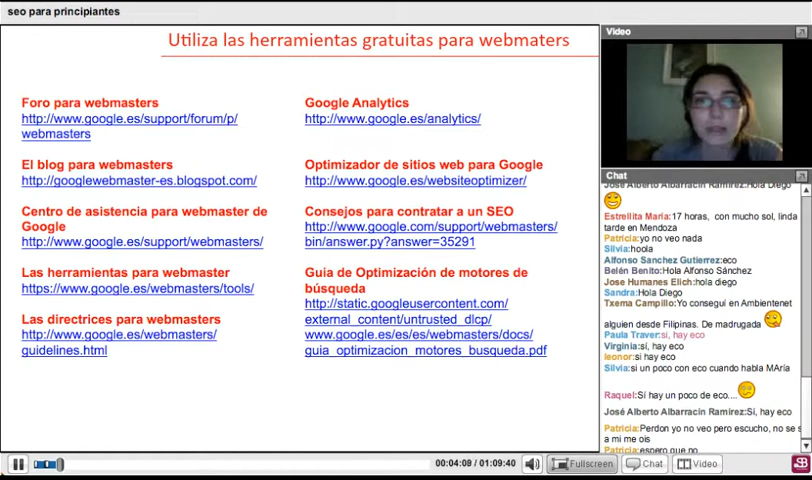 seo para principiantes
Utiliza las herramientas gratuitas para webmaters
Foro para webmasters
http://www.google.es/support/forum/p/
webmasters
El blog para webmasters
http://googlewebmaster-es.blogspot.com/
Centro de asistencia para webmaster de
Google
http://www.google.es/support/webmasters/
Las herramientas para webmaster
https://www.google.es/webmasters/tools/
Las directrices para webmasters
http://www.google.es/webmasters/
guidelines.html
Google Analytics
http://www.google.es/analytics/
Optimizador de sitios web para Google
http://www.google.es/websiteoptimizer/
Consejos para contratar a un SEO
http://www.google.com/support/webmasters/
bin/answer.py?answer=35291
Guia de Optimización de motores de
búsqueda
http://static.googleusercontent.com/
external_content/untrusted_dlcp/
www.google.es/es/es/webmasters/docs/
guia_optimizacion_motores_busqueda.pdf
Video
Chat
José Alberto Albarracin Ramirez:Hola Diego
Estrellita Maria:17 horas, con mucho sol, linda
tarde en Mendoza
Patricia:yo no veo nada
Silvia:hoola
Alfonso Sanchez Gutierrez:eco
Belén Benito:Hola Alfonso Sánchez
Jose Humanes Elich:hola diego
Sandra:Hola Diego
Txema Campillo:Yo conseguí en Ambientenet
alguien desde Filipinas. De madrugada
Paula Traver:si, hay eco
Virginia:sí, hay eco
leonor:si hay eco
Silvia:si un poco con eco cuando habla MAría
Raquel:Sí hay un poco de eco....
José Alberto Albarracin Ramirez:Si, hay eco
Patricia:Perdon yo no veo pero escucho, no se s
a mi me ois
Patricia:espero que no
00:04:09 / 01:09:40
Fullscreen
Chat
Video